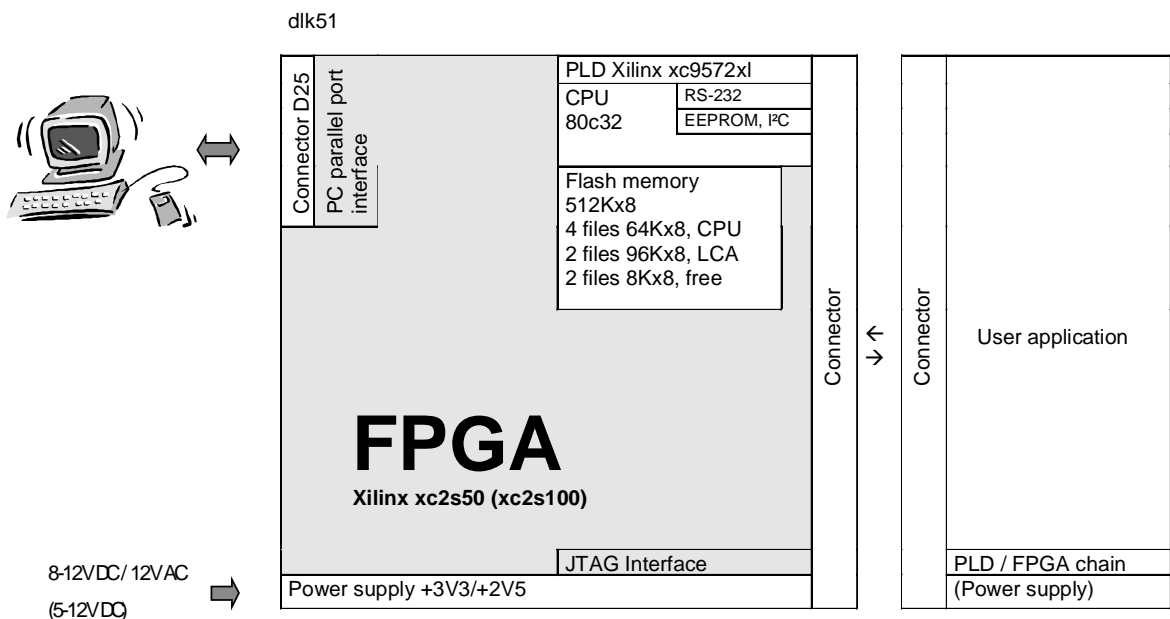 dlk51
Connector D25
PC parallel port
interface
PLD Xilinx xc9572xl
CPU
80c32
RS-232
EEPROM, I²C
Flash memory
512Kx8
4 files 64Kx8, CPU
2 files 96Kx8, LCA
2 files 8Kx8, free
FPGA
Xilinx xc2s50 (xc2s100)
JTAG Interface
Power supply +3V3/+2V5
8-12VDC/ 12VAC
(5-12VDC)
Connector
Connector
User application
PLD / FPGA chain
(Power supply)